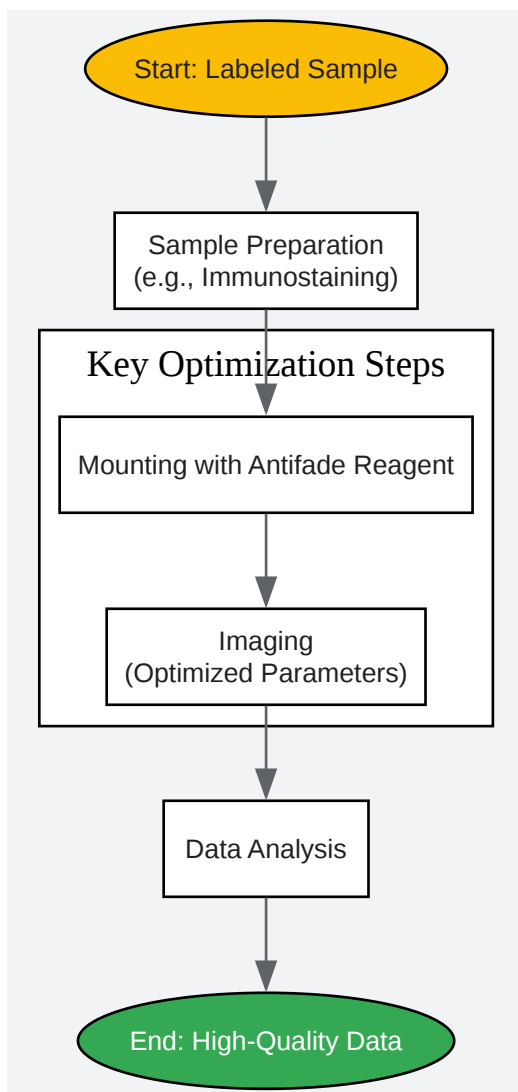 Start: Labeled Sample
Sample Preparation
(e.g., Immunostaining)
Key Optimization Steps
Mounting with Antifade Reagent
Imaging
(Optimized Parameters)
Data Analysis
End: High-Quality Data